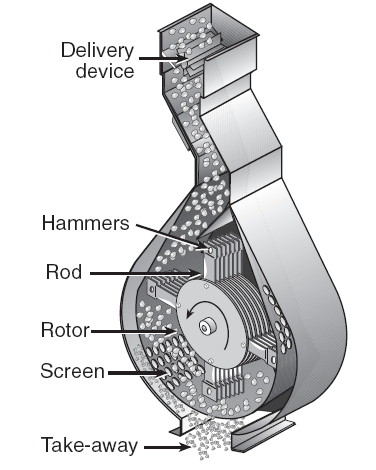 Delivery
device
Hammers
Rod
Rotor
Screen
Take-away